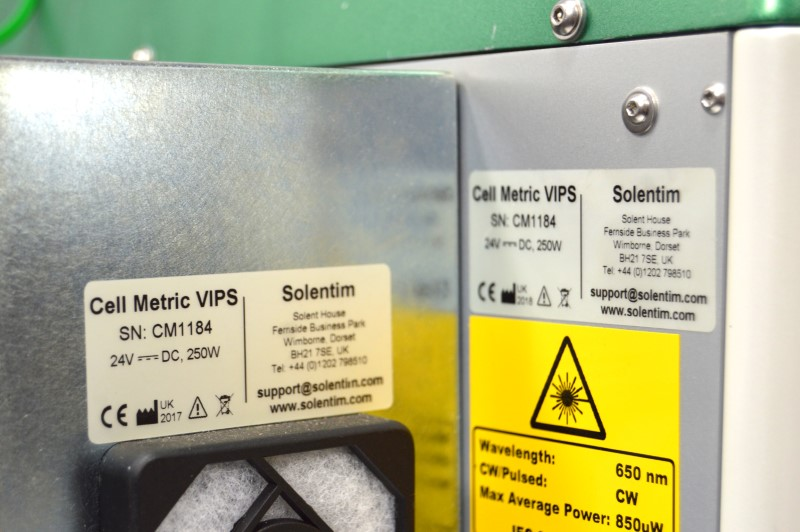 Cell Metric VIPS
SN: CM1184
24V DC, 250W
CE UK 2017
Solentim
Solent House
Fernside Business Park
Wimborne, Dorset
BH21 7SE, UK
Tel: +44 (0)1202 798510
support@solentim.com
www.solentim.com
Cell Metric VIPS
SN: CM1184
24V DC, 250W
CE UK 2018
Solentim
Solent House
Fernside Business Park
Wimborne, Dorset
BH21 7SE, UK
Tel: +44 (0)1202 798510
support@solentim.com
www.solentim.com
Wavelength: 650 nm
CW/Pulsed: CW
Max Average Power: 850uW